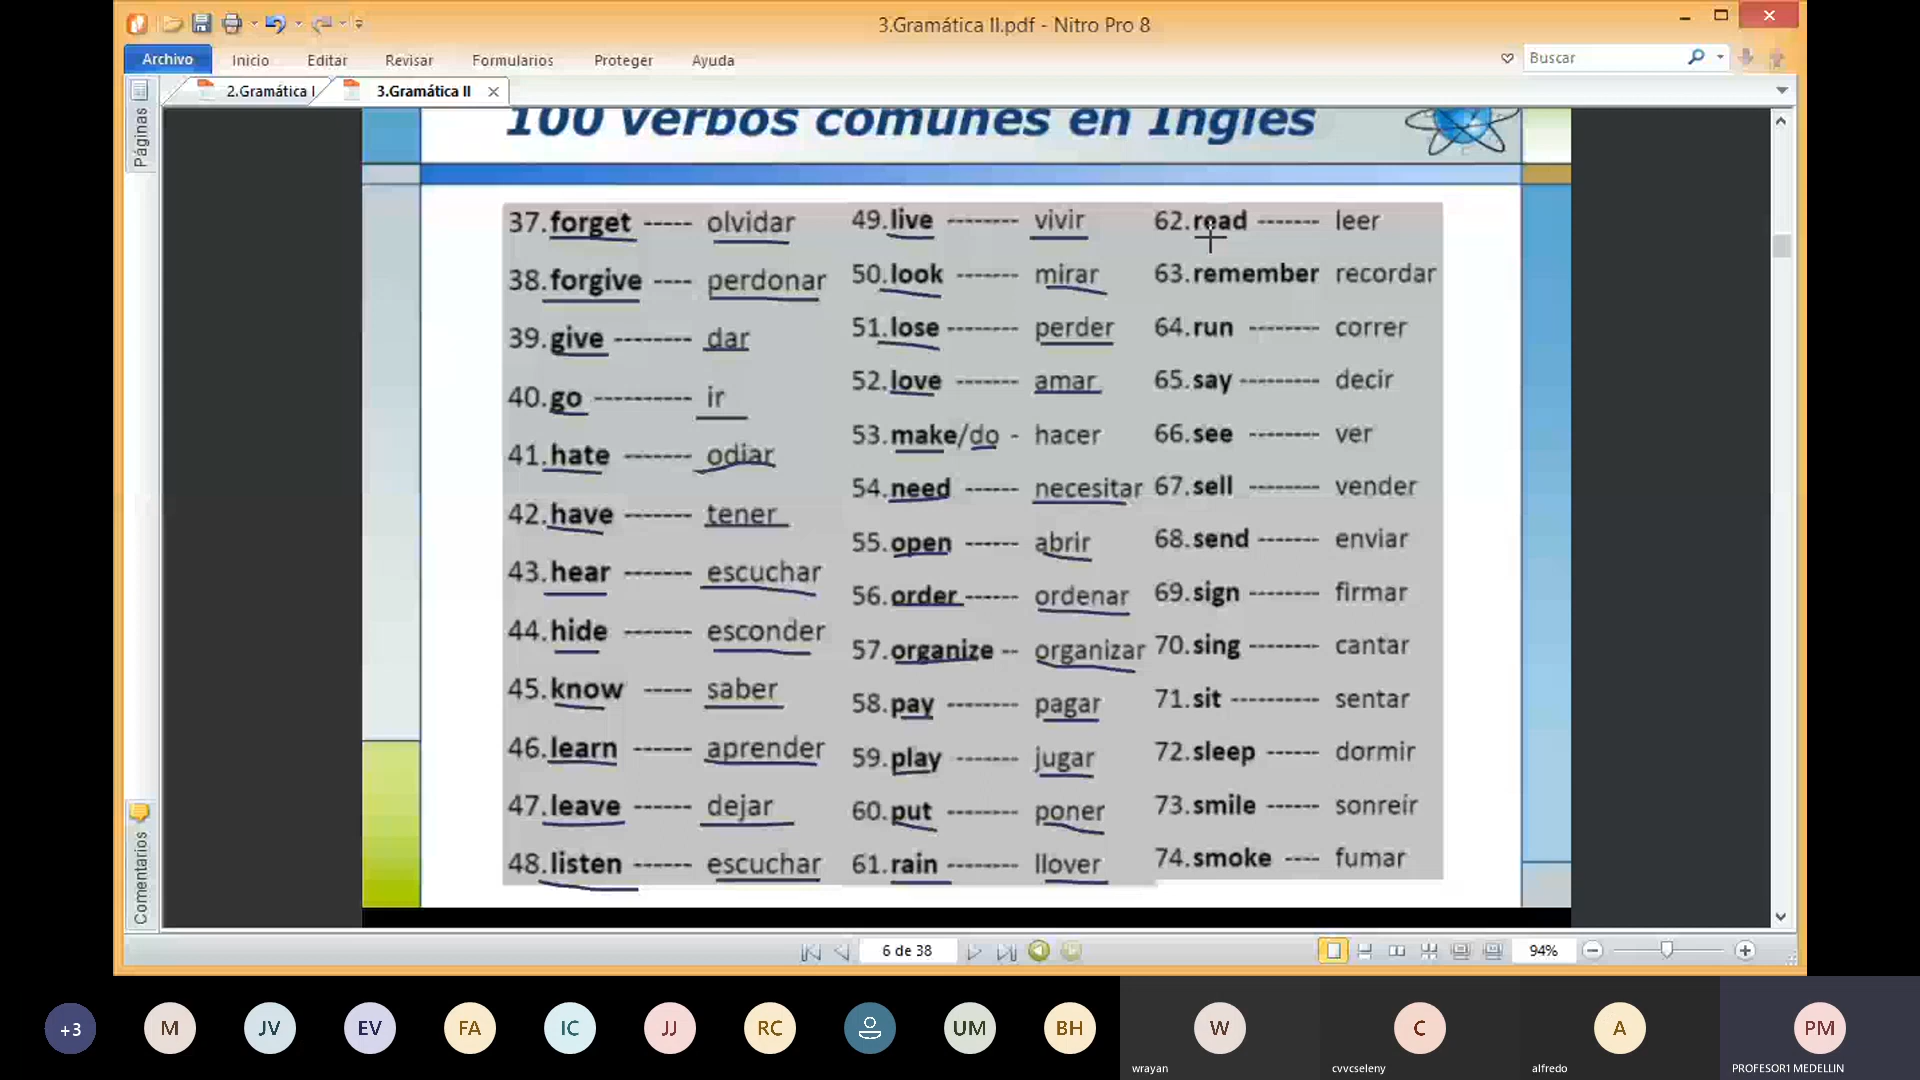 3.Gramática II.pdf - Nitro Pro 8
Archivo Inicio Editar Revisar Formularios Proteger Ayuda
Buscar
2.Gramática I 3.Gramática II
Páginas
Comentarios
100 verbos comunes en Inglés
37.forget ----- olvidar
38.forgive ---- perdonar
39.give -------- dar
40.go ---------- ir
41.hate ------- odiar
42.have ------- tener
43.hear ------- escuchar
44.hide ------- esconder
45.know ----- saber
46.learn ------ aprender
47.leave ------ dejar
48.listen ------ escuchar
49.live -------- vivir
50.look ------- mirar
51.lose -------- perder
52.love ------- amar
53.make/do - hacer
54.need ------ necesitar
55.open ------ abrir
56.order ------ ordenar
57.organize -- organizar
58.pay -------- pagar
59.play ------- jugar
60.put -------- poner
61.rain -------- llover
62.read ------- leer
63.remember recordar
64.run -------- correr
65.say --------- decir
66.see -------- ver
67.sell -------- vender
68.send ------- enviar
69.sign -------- firmar
70.sing -------- cantar
71.sit ---------- sentar
72.sleep ------ dormir
73.smile ------ sonreír
74.smoke ---- fumar
6 de 38
94%
+3 M JV EV FA IC JJ RC UM BH W C A PM
wrayan cvvcseleny alfredo PROFESOR1 MEDELLIN